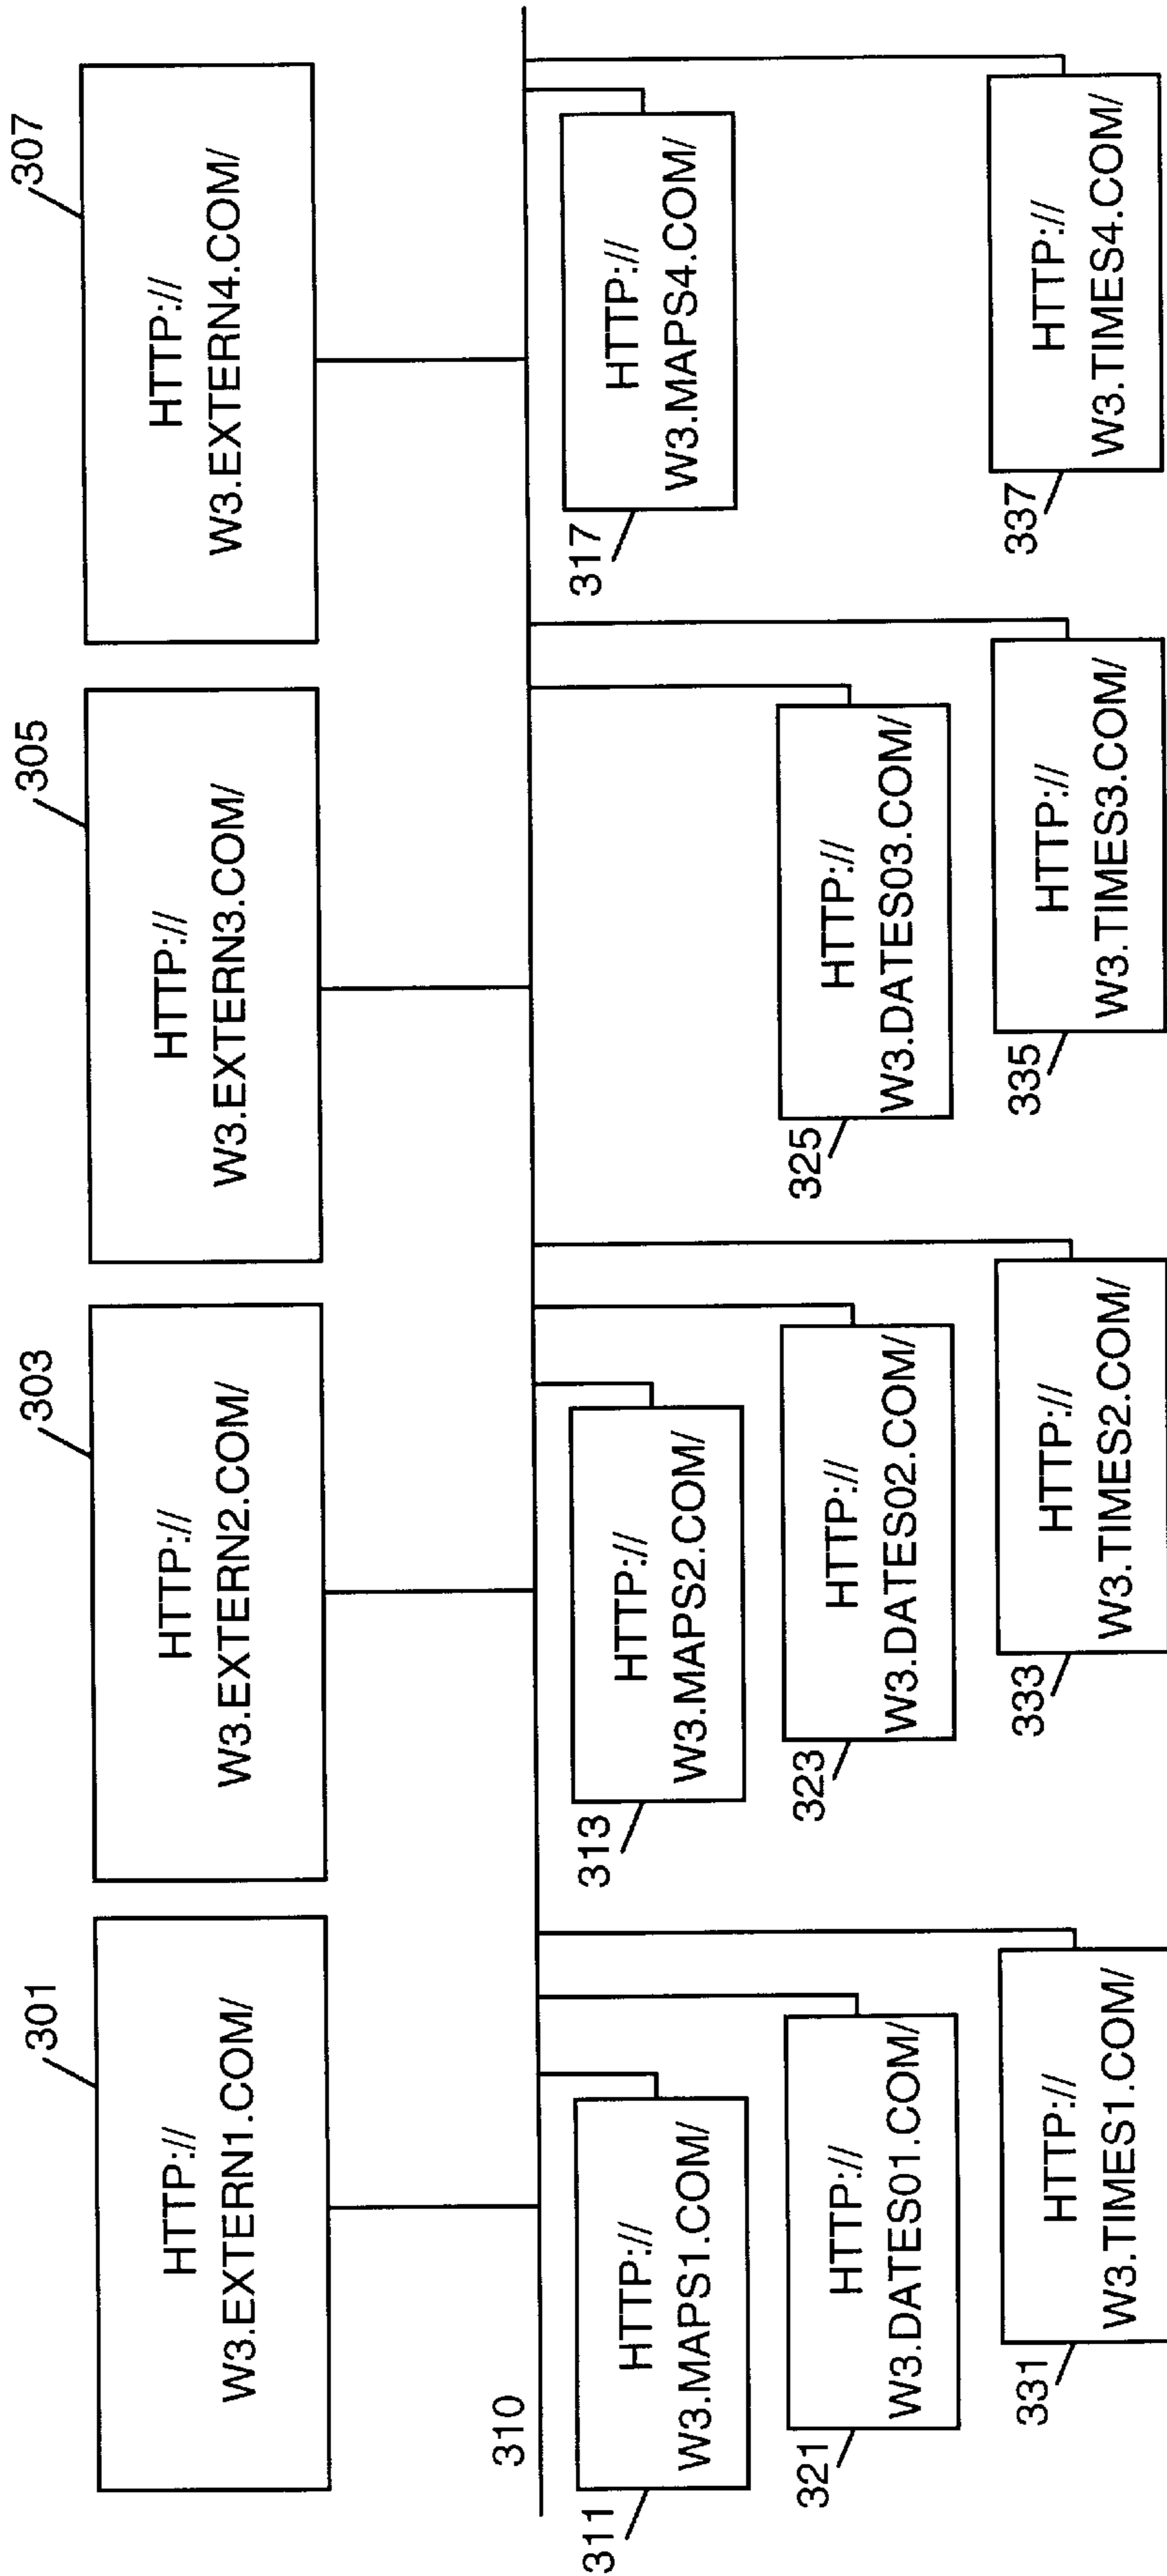 301
HTTP://
W3.EXTERN1.COM/
303
HTTP://
W3.EXTERN2.COM/
305
HTTP://
W3.EXTERN3.COM/
307
HTTP://
W3.EXTERN4.COM/
310
311
HTTP://
W3.MAPS1.COM/
313
HTTP://
W3.MAPS2.COM/
317
HTTP://
W3.MAPS4.COM/
321
HTTP://
W3.DATES01.COM/
323
HTTP://
W3.DATES02.COM/
325
HTTP://
W3.DATES03.COM/
331
HTTP://
W3.TIMES1.COM/
333
HTTP://
W3.TIMES2.COM/
335
HTTP://
W3.TIMES3.COM/
337
HTTP://
W3.TIMES4.COM/